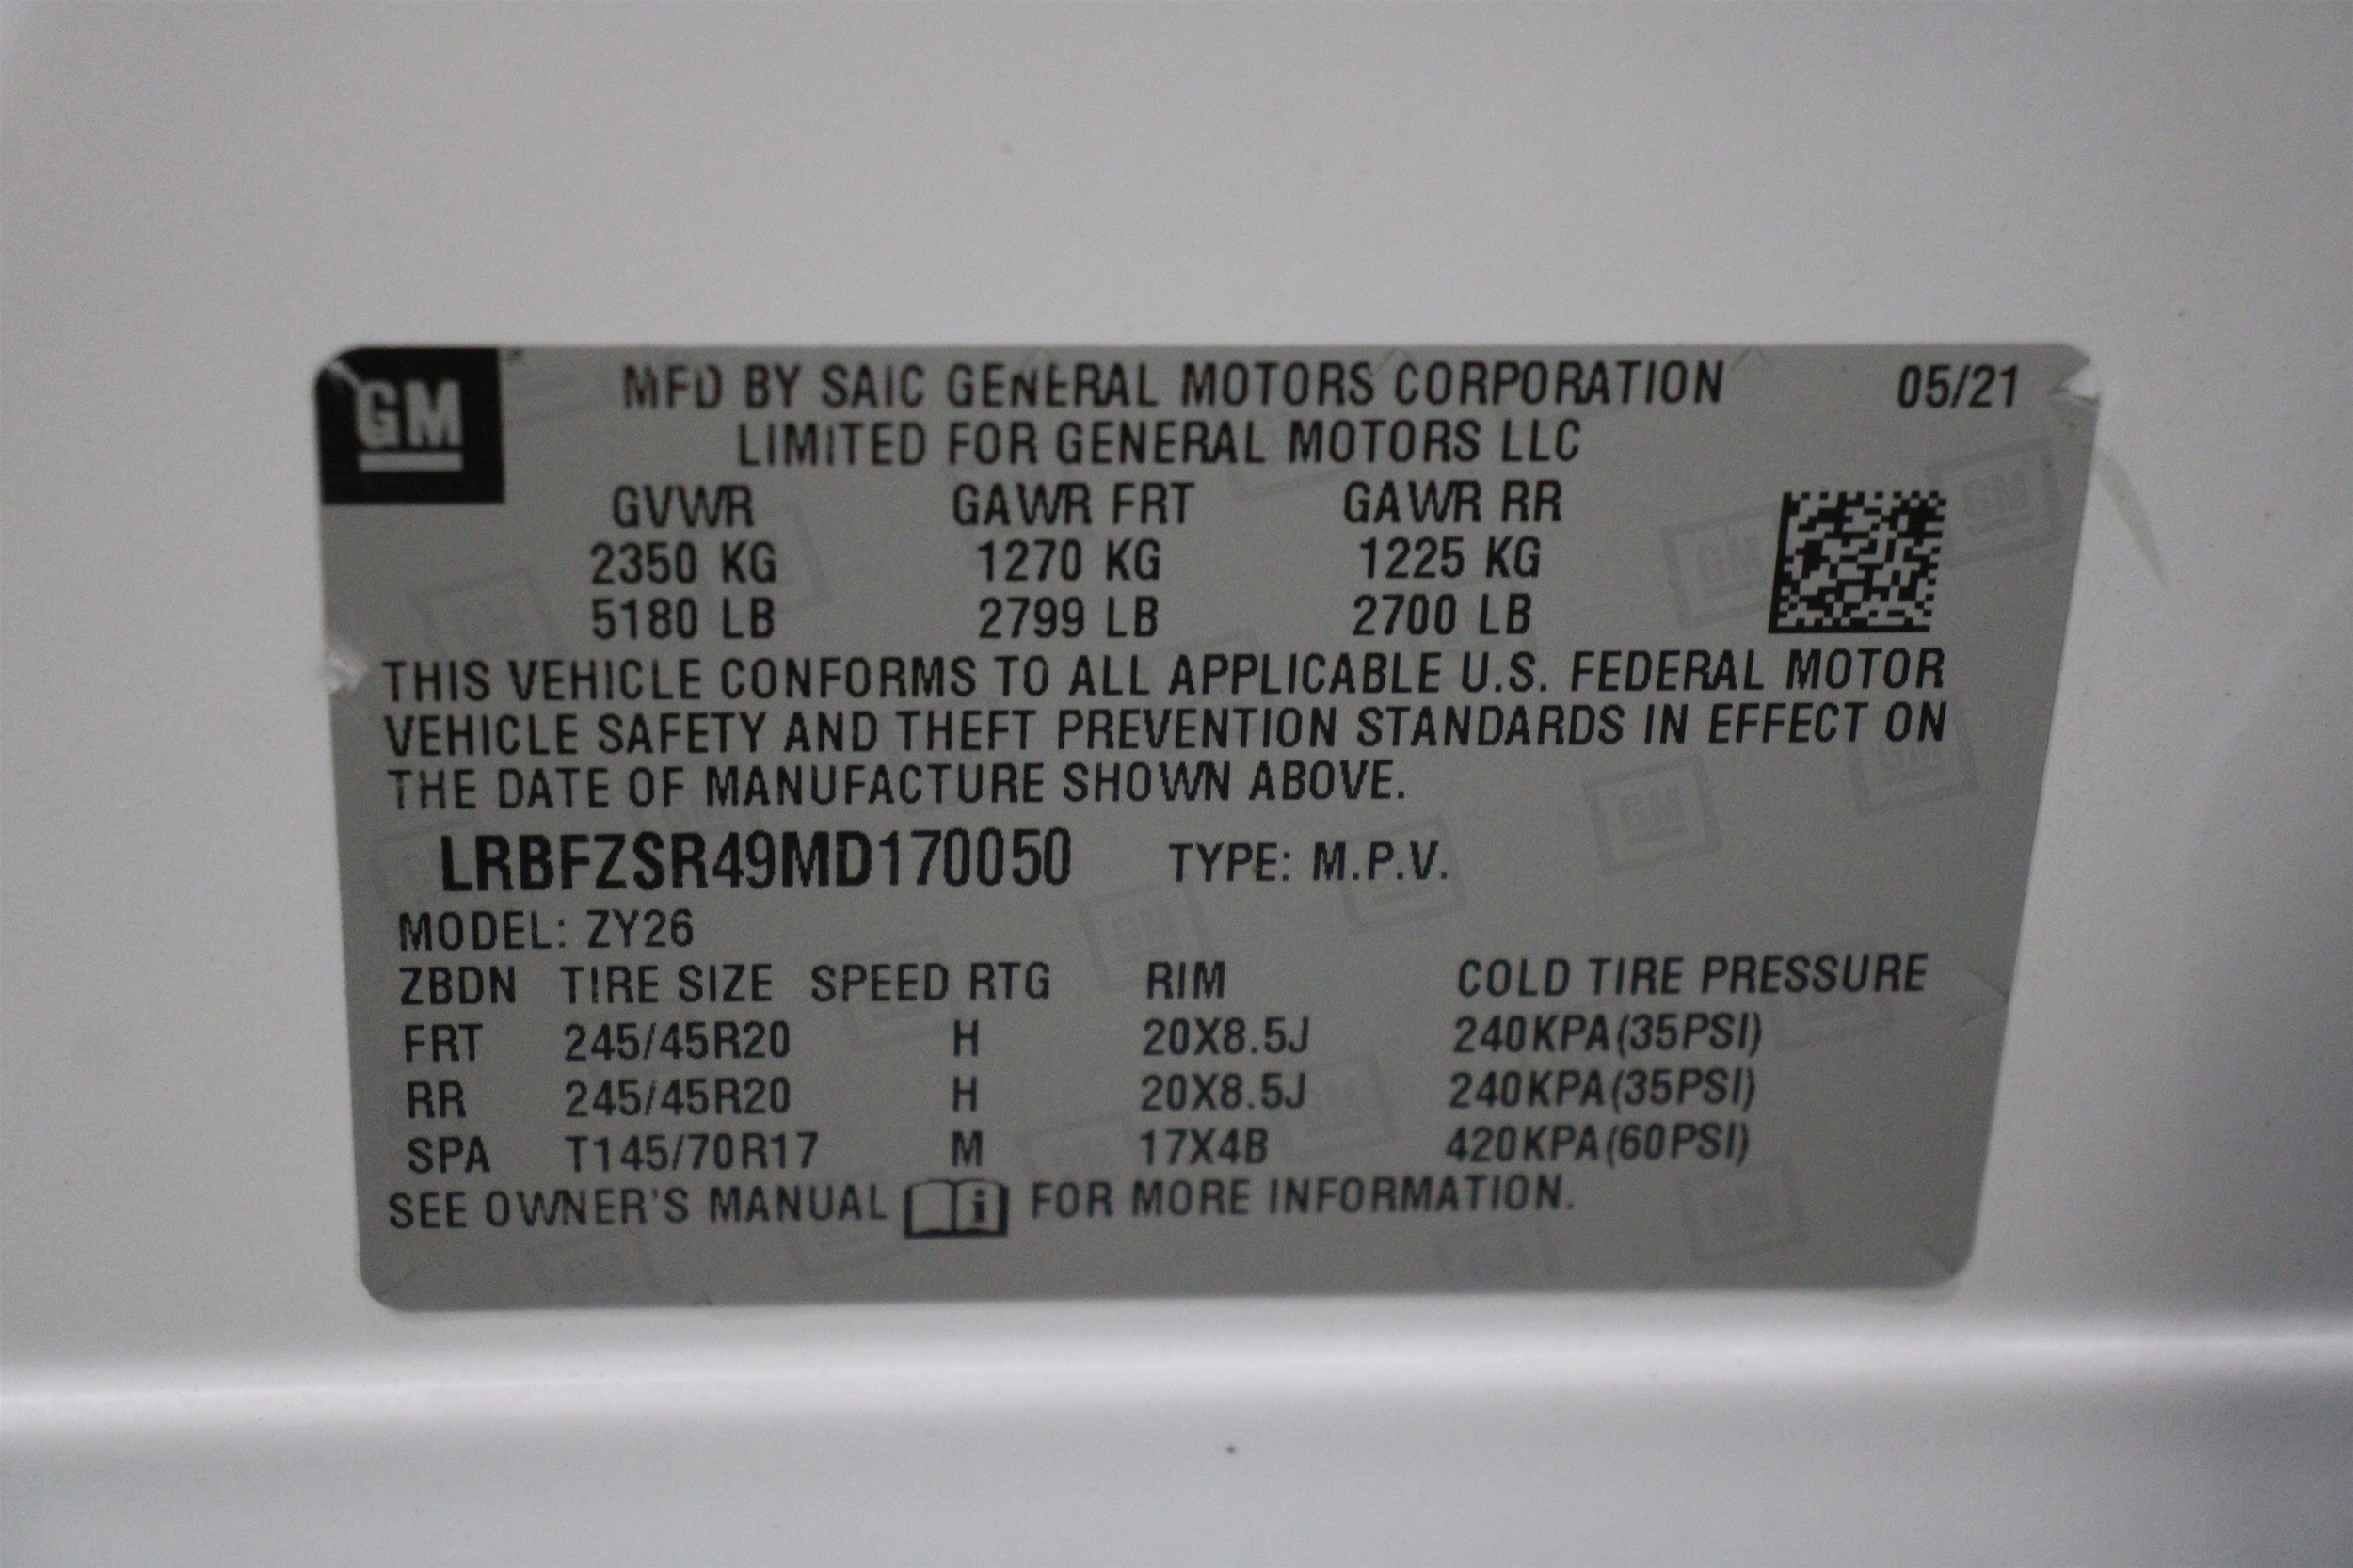 GM
MFD BY SAIC GENERAL MOTORS CORPORATION 05/21
LIMITED FOR GENERAL MOTORS LLC
GVWR GAWR FRT GAWR RR
2350 KG 1270 KG 1225 KG
5180 LB 2799 LB 2700 LB
THIS VEHICLE CONFORMS TO ALL APPLICABLE U.S. FEDERAL MOTOR
VEHICLE SAFETY AND THEFT PREVENTION STANDARDS IN EFFECT ON
THE DATE OF MANUFACTURE SHOWN ABOVE.
LRBFZSR49MD170050 TYPE: M.P.V.
MODEL: ZY26
ZBDN TIRE SIZE SPEED RTG RIM COLD TIRE PRESSURE
FRT 245/45R20 H 20X8.5J 240KPA(35PSI)
RR 245/45R20 H 20X8.5J 240KPA(35PSI)
SPA T145/70R17 M 17X4B 420KPA(60PSI)
SEE OWNER'S MANUAL i FOR MORE INFORMATION.